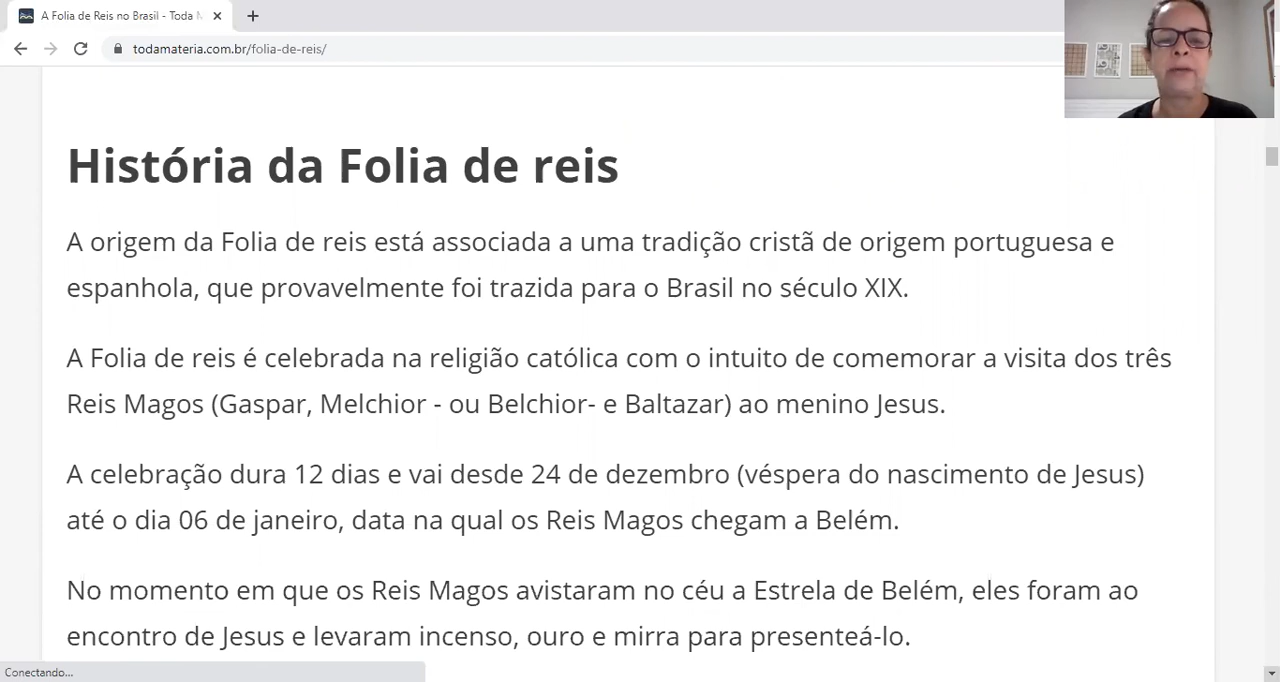 A Folia de Reis no Brasil - Toda M
todamateria.com.br/folia-de-reis/
História da Folia de reis
A origem da Folia de reis está associada a uma tradição cristã de origem portuguesa e
espanhola, que provavelmente foi trazida para o Brasil no século XIX.
A Folia de reis é celebrada na religião católica com o intuito de comemorar a visita dos três
Reis Magos (Gaspar, Melchior - ou Belchior- e Baltazar) ao menino Jesus.
A celebração dura 12 dias e vai desde 24 de dezembro (véspera do nascimento de Jesus)
até o dia 06 de janeiro, data na qual os Reis Magos chegam a Belém.
No momento em que os Reis Magos avistaram no céu a Estrela de Belém, eles foram ao
encontro de Jesus e levaram incenso, ouro e mirra para presenteá-lo.
Conectando...